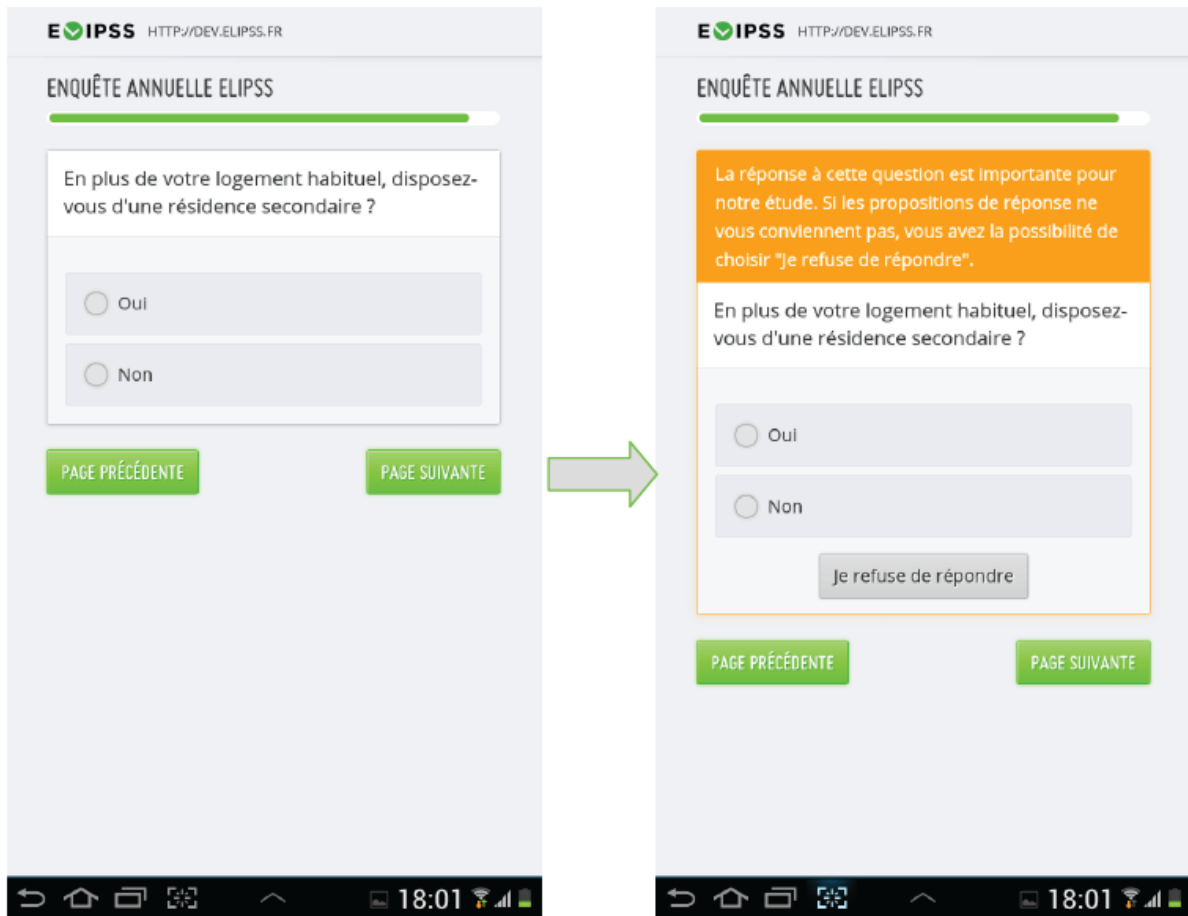 ELIPSS HTTP://DEV.ELIPSS.FR
ENQUÊTE ANNUELLE ELIPSS
En plus de votre logement habituel, disposez-
vous d'une résidence secondaire ?
Oui
Non
PAGE PRÉCÉDENTE
PAGE SUIVANTE
18:01
ELIPSS HTTP://DEV.ELIPSS.FR
ENQUÊTE ANNUELLE ELIPSS
La réponse à cette question est importante pour
notre étude. Si les propositions de réponse ne
vous conviennent pas, vous avez la possibilité de
choisir "Je refuse de répondre".
En plus de votre logement habituel, disposez-
vous d'une résidence secondaire ?
Oui
Non
Je refuse de répondre
PAGE PRÉCÉDENTE
PAGE SUIVANTE
18:01